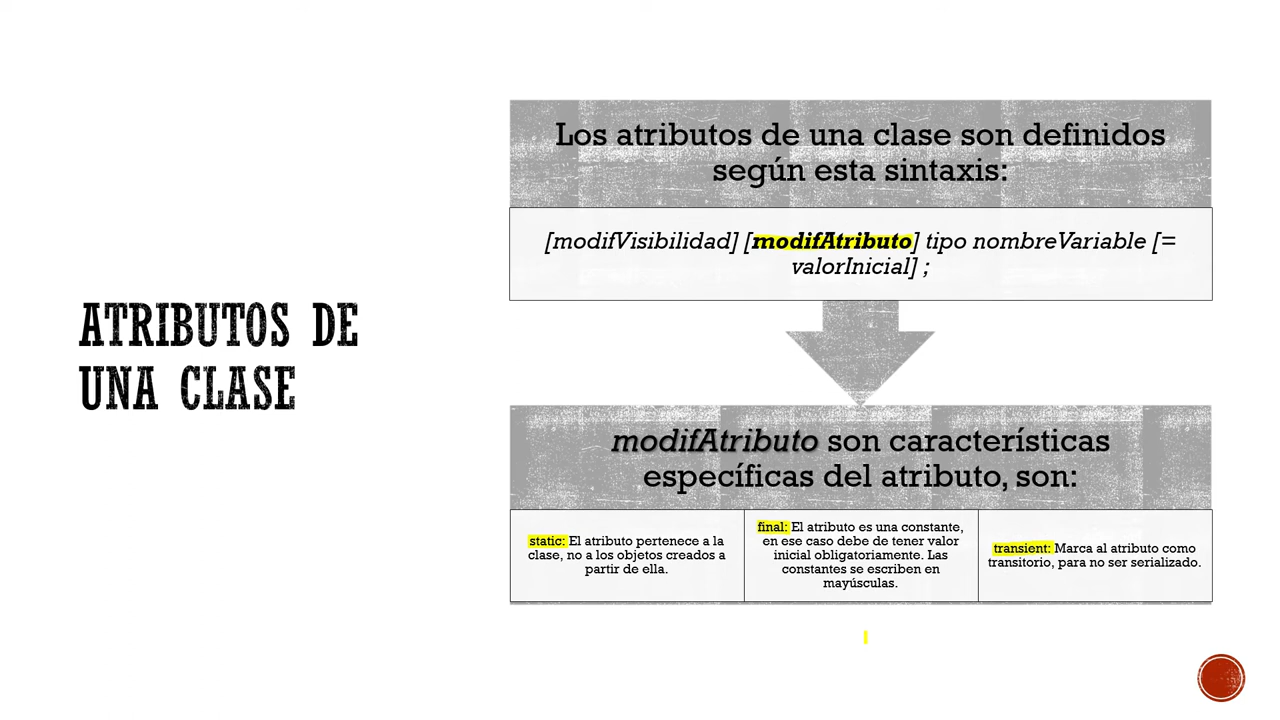 ATRIBUTOS DE
UNA CLASE
Los atributos de una clase son definidos
según esta sintaxis:
[modifVisibilidad] [modifAtributo] tipo nombreVariable [=
valorInicial] ;
modifAtributo son características
específicas del atributo, son:
static: El atributo pertenece a la
clase, no a los objetos creados a
partir de ella.
final: El atributo es una constante,
en ese caso debe de tener valor
inicial obligatoriamente. Las
constantes se escriben en
mayúsculas.
transient: Marca al atributo como
transitorio, para no ser serializado.